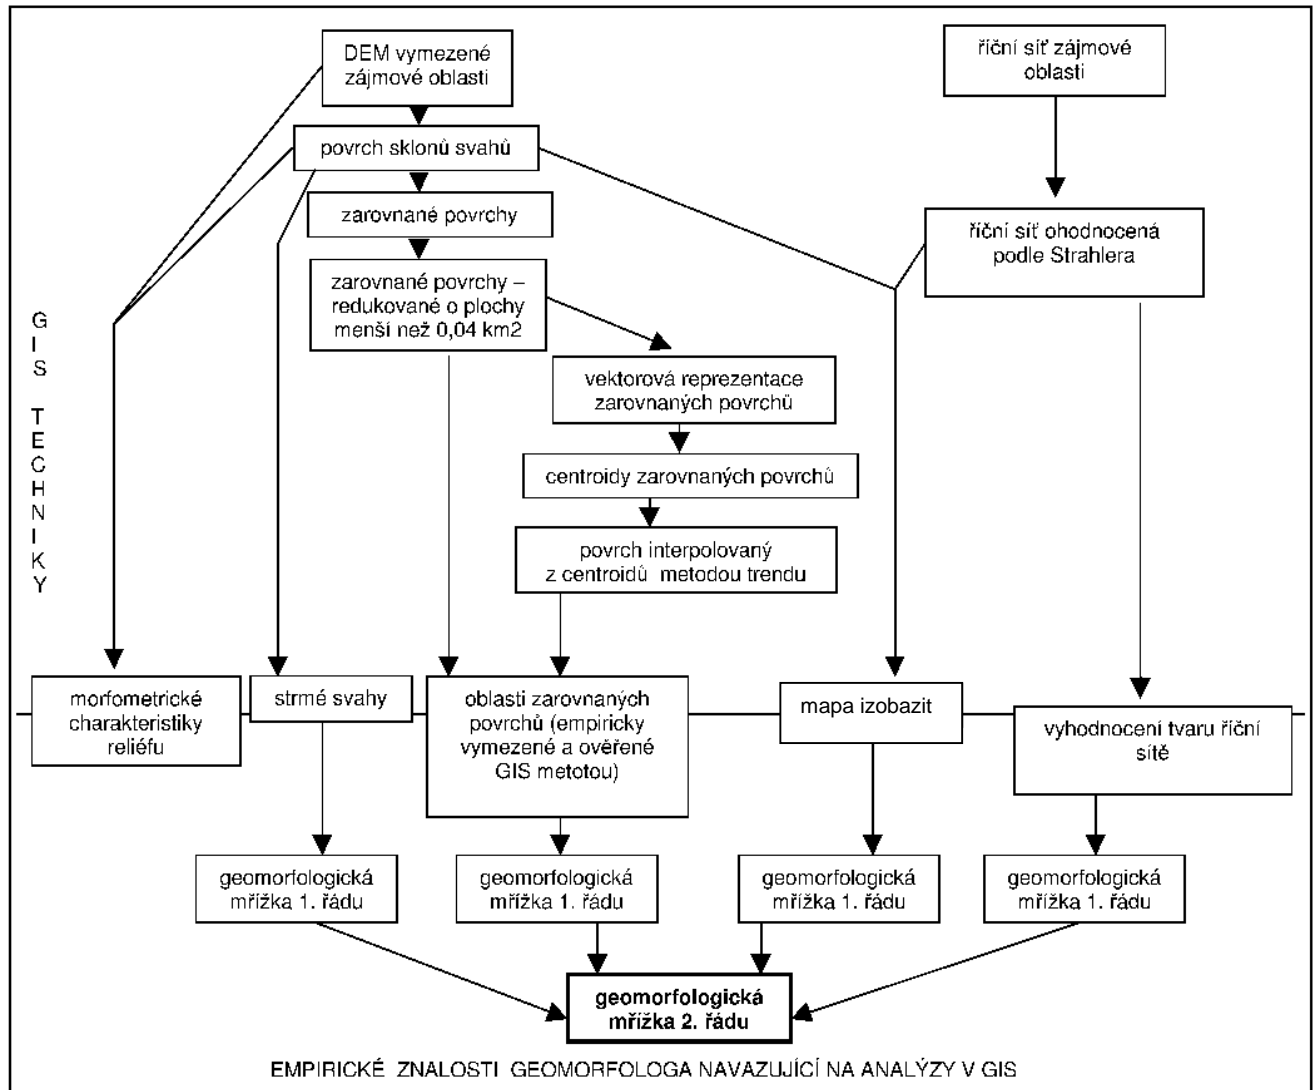 DEM vymezené
zájmové oblasti
říční síť zájmové
oblasti
povrch sklonů svahů
zarovnané povrchy
říční síť ohodnocená
podle Strahlera
zarovnané povrchy –
redukované o plochy
menší než 0,04 km2
GIS TECHNIKY
vektorová reprezentace
zarovnaných povrchů
centroidy zarovnaných povrchů
povrch interpolovaný
z centroidů metodou trendu
morfometrické
charakteristiky
reliéfu
strmé svahy
oblasti zarovnaných
povrchů (empiricky
vymezené a ověřené
GIS metotou)
mapa izobazit
vyhodnocení tvaru říční
sítě
geomorfologická
mřížka 1. řádu
geomorfologická
mřížka 1. řádu
geomorfologická
mřížka 1. řádu
geomorfologická
mřížka 1. řádu
geomorfologická
mřížka 2. řádu
EMPIRICKÉ ZNALOSTI GEOMORFOLOGA NAVAZUJÍCÍ NA ANALÝZY V GIS